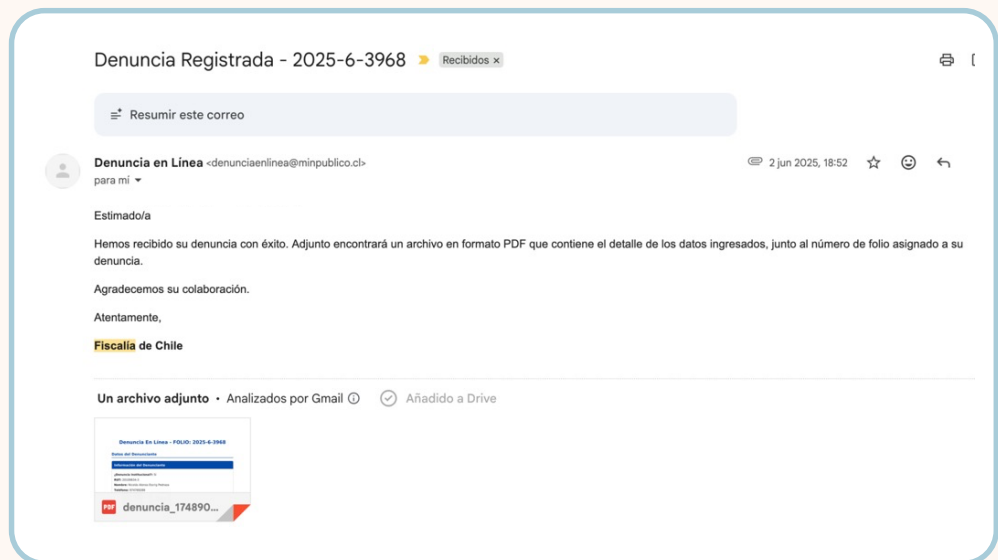 Denuncia Registrada - 2025-6-3968 Recibidos x
Resumir este correo
Denuncia en Línea <denunciaenlinea@minpublico.cl> 2 jun 2025, 18:52
para mí
Estimado/a
Hemos recibido su denuncia con éxito. Adjunto encontrará un archivo en formato PDF que contiene el detalle de los datos ingresados, junto al número de folio asignado a su
denuncia.
Agradecemos su colaboración.
Atentamente,
Fiscalía de Chile
Un archivo adjunto • Analizados por Gmail Añadido a Drive
Denuncia En Línea - FOLIO: 2025-6-3968
Datos del Denunciante
Información del Denunciante
PDF denuncia_174890...